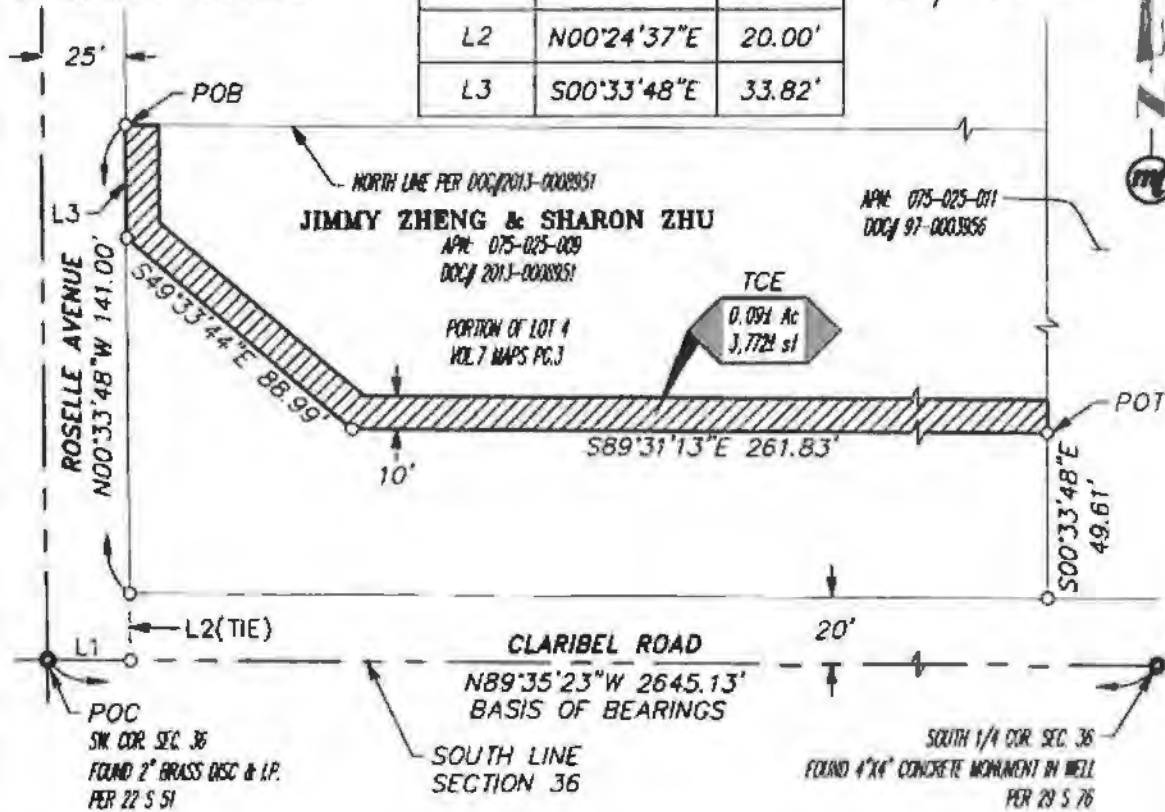 25'
L2 N00°24'37"E 20.00'
L3 S00°33'48"E 33.82'
POB
NORTH LINE PER DOC#2013-0008951
L3
JIMMY ZHENG & SHARON ZHU
APN: 075-025-009
DOC# 2013-0008951
APN: 075-025-011
DOC# 97-0003956
PORTION OF LOT 4
VOL 7 MAPS PG.3
TCE
0.09± Ac
3,772± sf
ROSELLE AVENUE
N00°33'48"W 141.00'
S49°33'44"E 88.99'
POT
S89°31'13"E 261.83'
10'
S00°33'48"E
49.61'
L2(TIE)
L1
CLARIBEL ROAD
20'
N89°35'23"W 2645.13'
BASIS OF BEARINGS
POC
SW. COR. SEC. 36
FOUND 2" BRASS DISC & I.P.
PER 22 S 51
SOUTH LINE
SECTION 36
SOUTH 1/4 COR. SEC. 36
FOUND 4"X4" CONCRETE MONUMENT IN WELL
PER 29 S 76